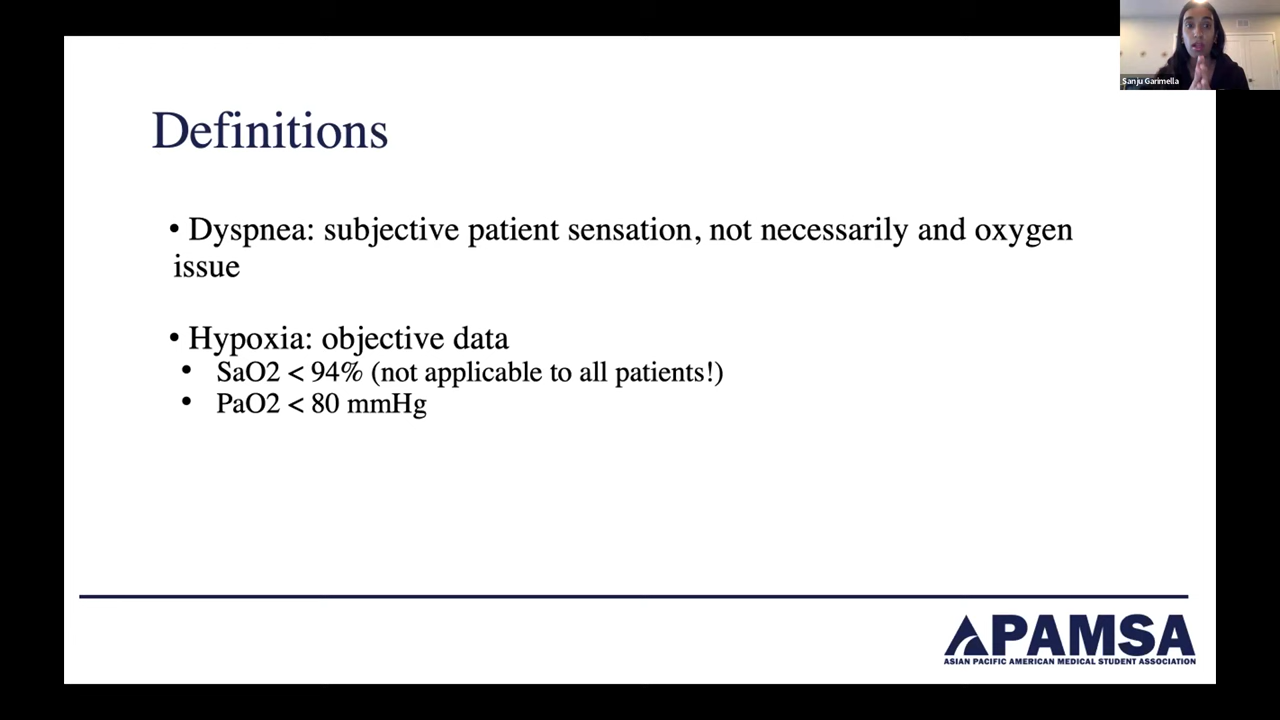 Sanju Garimella
Definitions
• Dyspnea: subjective patient sensation, not necessarily and oxygen
issue
• Hypoxia: objective data
• SaO2 < 94% (not applicable to all patients!)
• PaO2 < 80 mmHg
APAMSA
ASIAN PACIFIC AMERICAN MEDICAL STUDENT ASSOCIATION